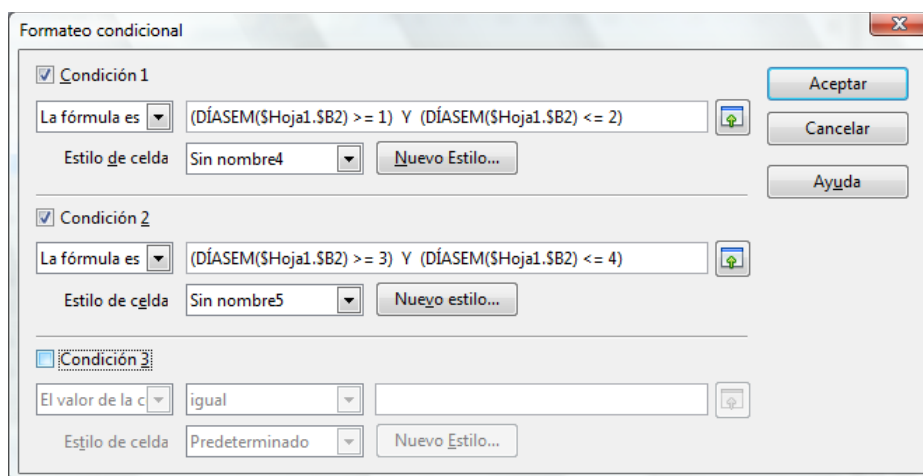 Formateo condicional
Condición 1
Aceptar
La fórmula es (DÍASEM($Hoja1.$B2) >= 1) Y (DÍASEM($Hoja1.$B2) <= 2)
Cancelar
Estilo de celda Sin nombre4 Nuevo Estilo...
Ayuda
Condición 2
La fórmula es (DÍASEM($Hoja1.$B2) >= 3) Y (DÍASEM($Hoja1.$B2) <= 4)
Estilo de celda Sin nombre5 Nuevo estilo...
Condición 3
El valor de la c igual
Estilo de celda Predeterminado Nuevo Estilo...